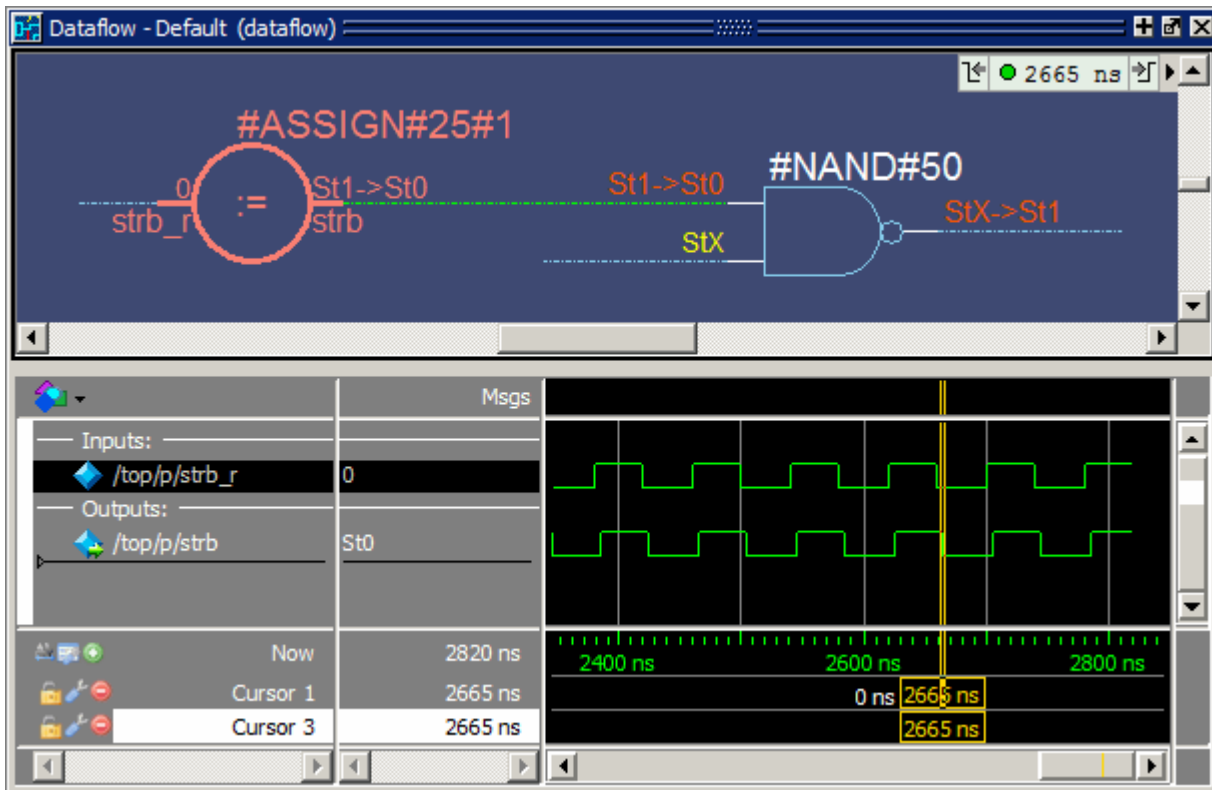 Dataflow - Default (dataflow)
2665 ns
#ASSIGN#25#1
#NAND#50
0 St1->St0 St1->St0
:= StX->St1
strb_r strb
StX
Msgs
Inputs:
/top/p/strb_r 0
Outputs:
/top/p/strb St0
Now 2820 ns 2400 ns 2600 ns 2800 ns
Cursor 1 2665 ns 0 ns 2665 ns
Cursor 3 2665 ns 2665 ns